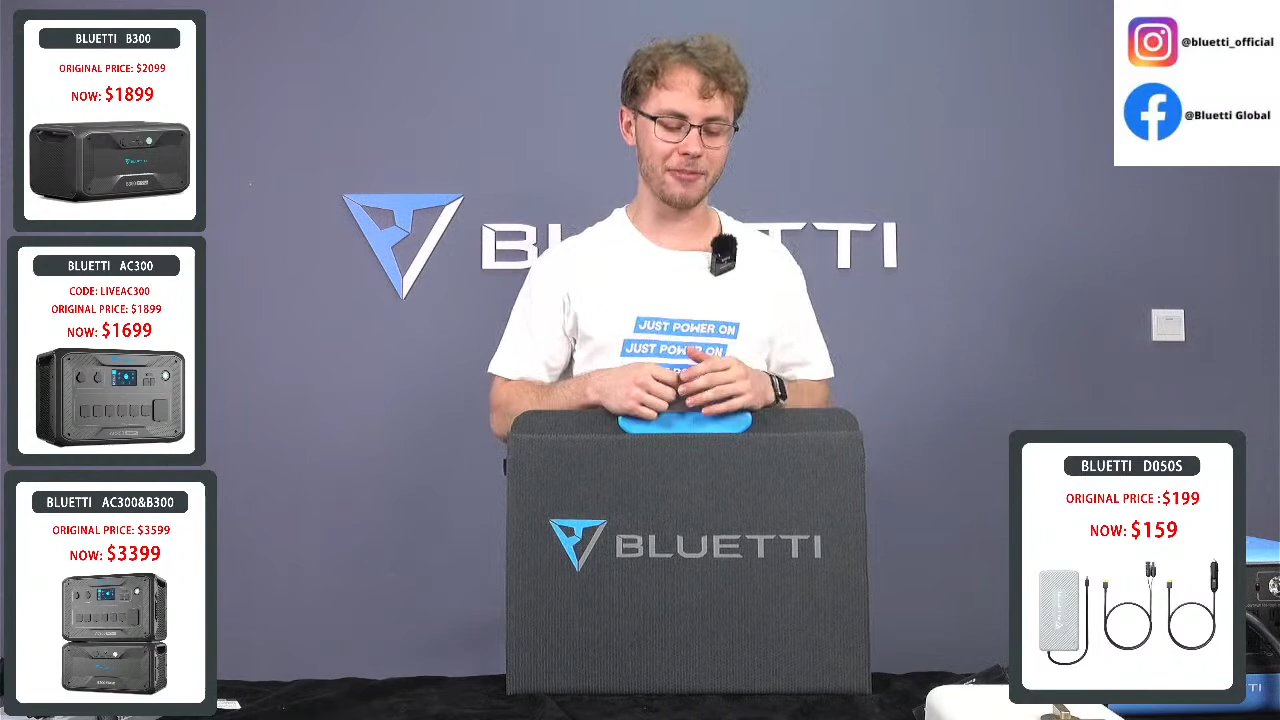 BLUETTI B300
ORIGINAL PRICE: $2099
NOW: $1899
BLUETTI
BLUETTI AC300
CODE: LIVEAC300
ORIGINAL PRICE: $1899
NOW: $1699
BLUETTI AC300&B300
ORIGINAL PRICE: $3599
NOW: $3399
@bluetti_official
@Bluetti Global
BLUETTI
JUST POWER ON
JUST POWER ON
BLUETTI
BLUETTI D050S
ORIGINAL PRICE : $199
NOW: $159